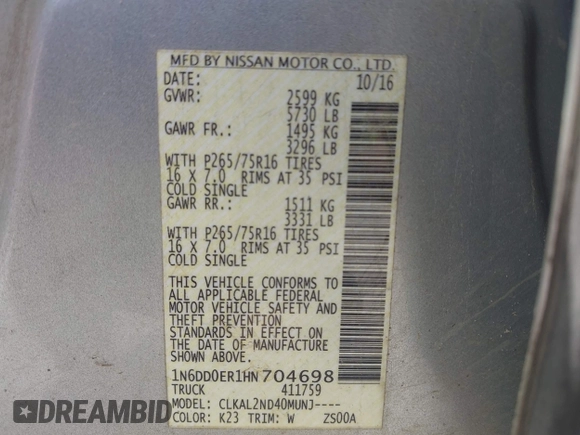 MFD BY NISSAN MOTOR CO., LTD.
DATE: 10/16
GVWR: 2599 KG
5730 LB
GAWR FR.: 1495 KG
3296 LB
WITH P265/75R16 TIRES
16 X 7.0 RIMS AT 35 PSI
COLD SINGLE
GAWR RR.: 1511 KG
3331 LB
WITH P265/75R16 TIRES
16 X 7.0 RIMS AT 35 PSI
COLD SINGLE
THIS VEHICLE CONFORMS TO
ALL APPLICABLE FEDERAL
MOTOR VEHICLE SAFETY AND
THEFT PREVENTION
STANDARDS IN EFFECT ON
THE DATE OF MANUFACTURE
SHOWN ABOVE.
1N6DD0ER1HN704698
TRUCK 411759
MODEL: CLKAL2ND40MUNJ----
COLOR: K23 TRIM: W ZS00A
AUTOBIDCAR